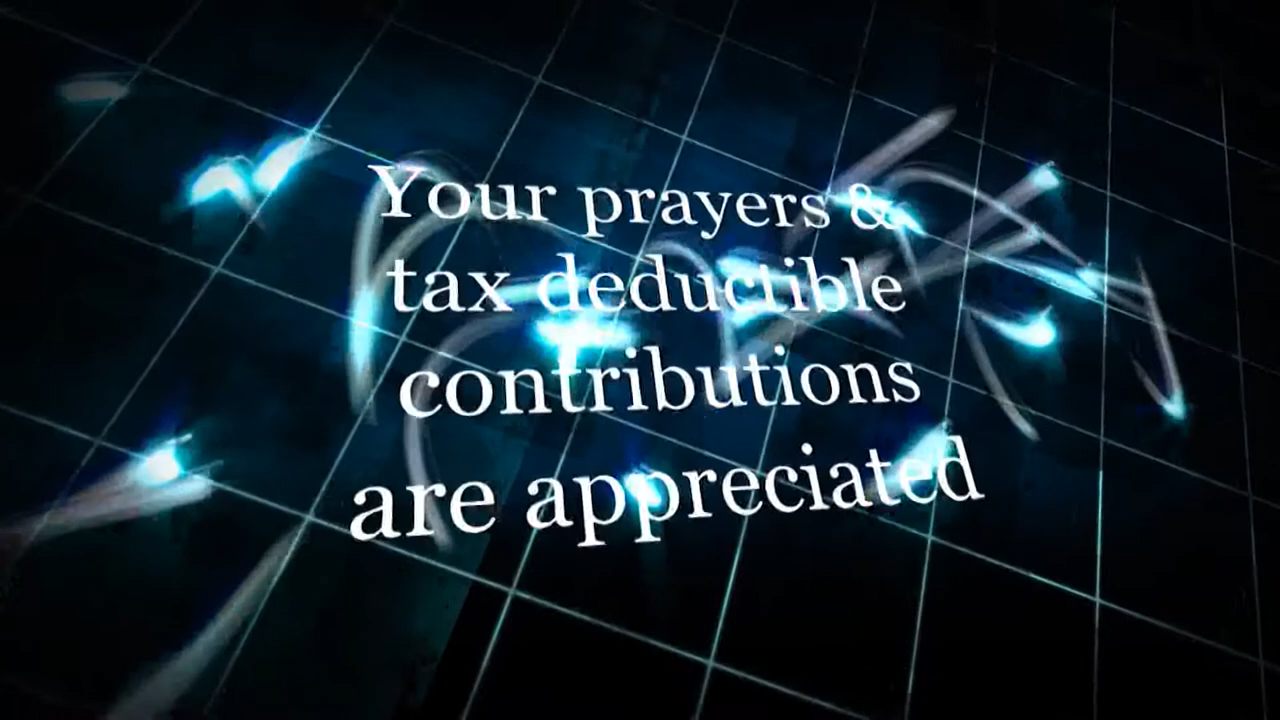 Your prayers &
tax deductible
contributions
are appreciated